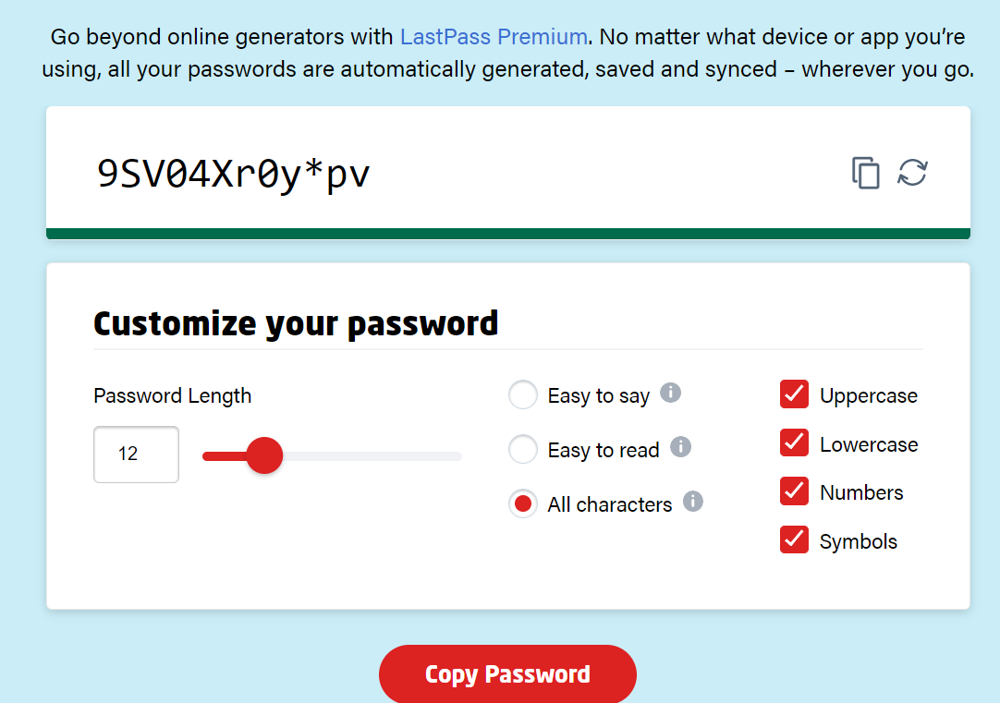 Go beyond online generators with LastPass Premium. No matter what device or app you’re
using, all your passwords are automatically generated, saved and synced – wherever you go.
9SV04Xr0y*pv
Customize your password
Password Length
12
Easy to say
Easy to read
All characters
Uppercase
Lowercase
Numbers
Symbols
Copy Password